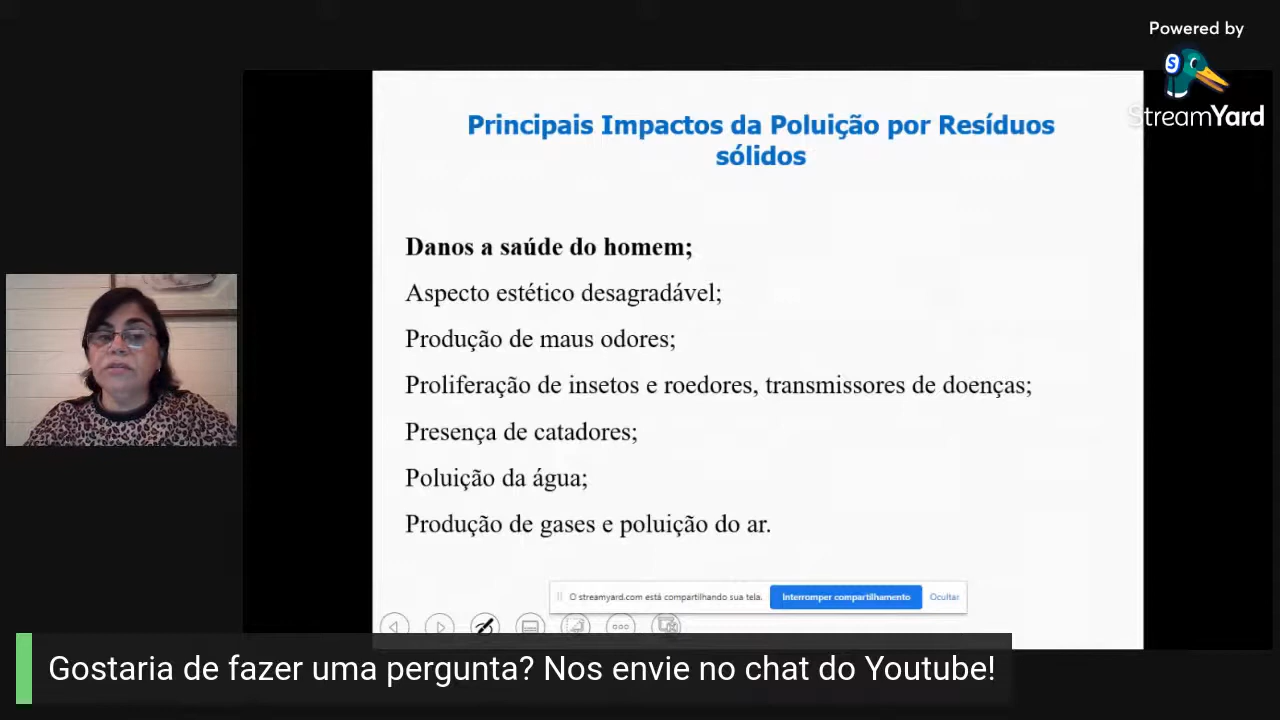 Powered by
StreamYard
Principais Impactos da Poluição por Resíduos
sólidos
Danos a saúde do homem;
Aspecto estético desagradável;
Produção de maus odores;
Proliferação de insetos e roedores, transmissores de doenças;
Presença de catadores;
Poluição da água;
Produção de gases e poluição do ar.
O streamyard.com está compartilhando sua tela. Interromper compartilhamento Ocultar
Gostaria de fazer uma pergunta? Nos envie no chat do Youtube!